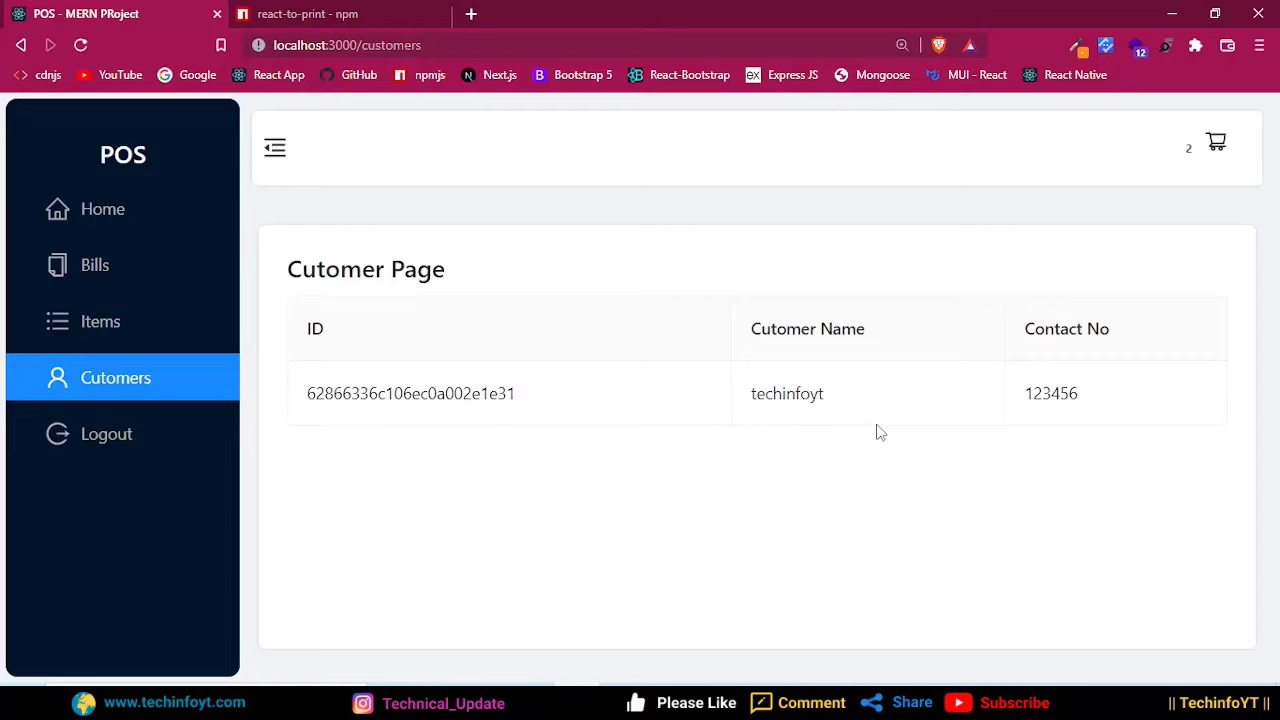 POS - MERN PRoject
react-to-print - npm
localhost:3000/customers
cdnjs YouTube Google React App GitHub npmjs Next.js Bootstrap 5 React-Bootstrap Express JS Mongoose MUI - React React Native
12
POS
Home
Bills
Items
Cutomers
Logout
2
Cutomer Page
ID Cutomer Name Contact No
62866336c106ec0a002e1e31 techinfoyt 123456
www.techinfoyt.com Technical_Update Please Like Comment Share Subscribe || TechinfoYT ||